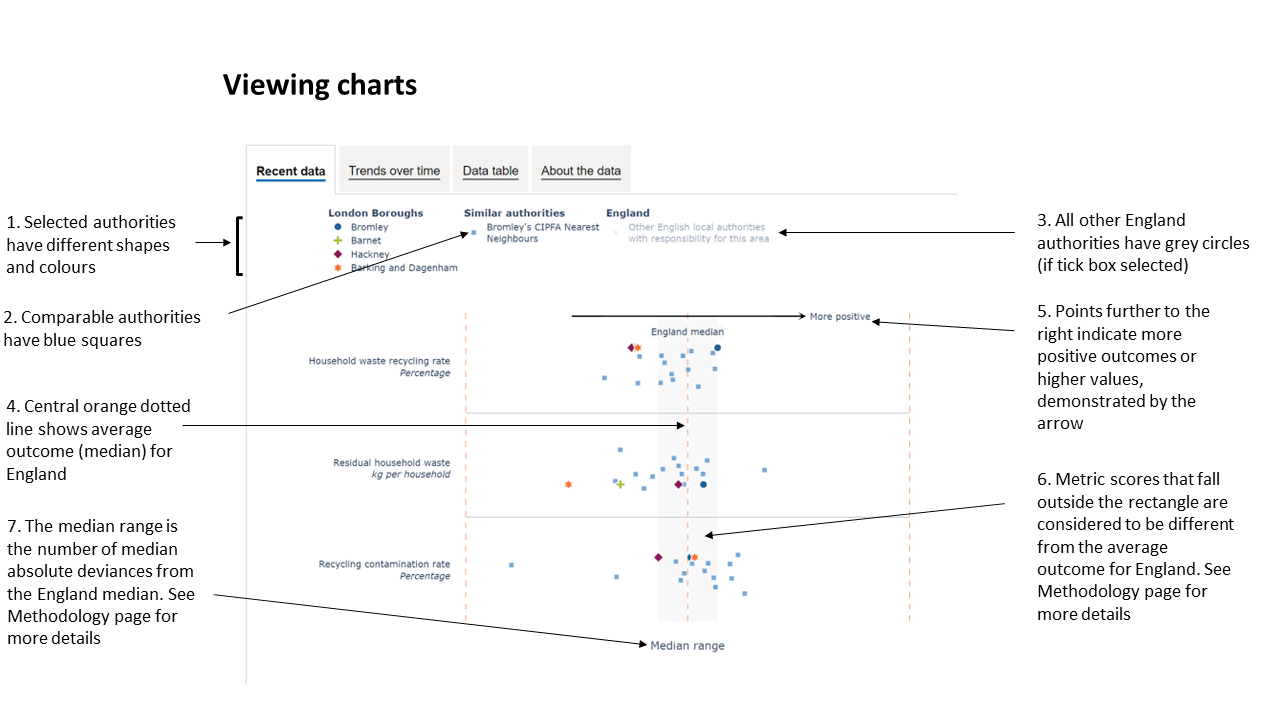 Viewing charts
Recent data
Trends over time
Data table
About the data
1. Selected authorities
have different shapes
and colours
London Boroughs
Bromley
Barnet
Hackney
Barking and Dagenham
Similar authorities
Bromley's CIPFA Nearest
Neighbours
England
Other English local authorities
with responsibility for this area
3. All other England
authorities have grey circles
(if tick box selected)
2. Comparable authorities
have blue squares
More positive
England median
5. Points further to the
right indicate more
positive outcomes or
higher values,
demonstrated by the
arrow
Household waste recycling rate
Percentage
4. Central orange dotted
line shows average
outcome (median) for
England
Residual household waste
kg per household
6. Metric scores that fall
outside the rectangle are
considered to be different
from the average
outcome for England. See
Methodology page for
more details
7. The median range is
the number of median
absolute deviances from
the England median. See
Methodology page for
more details
Recycling contamination rate
Percentage
Median range